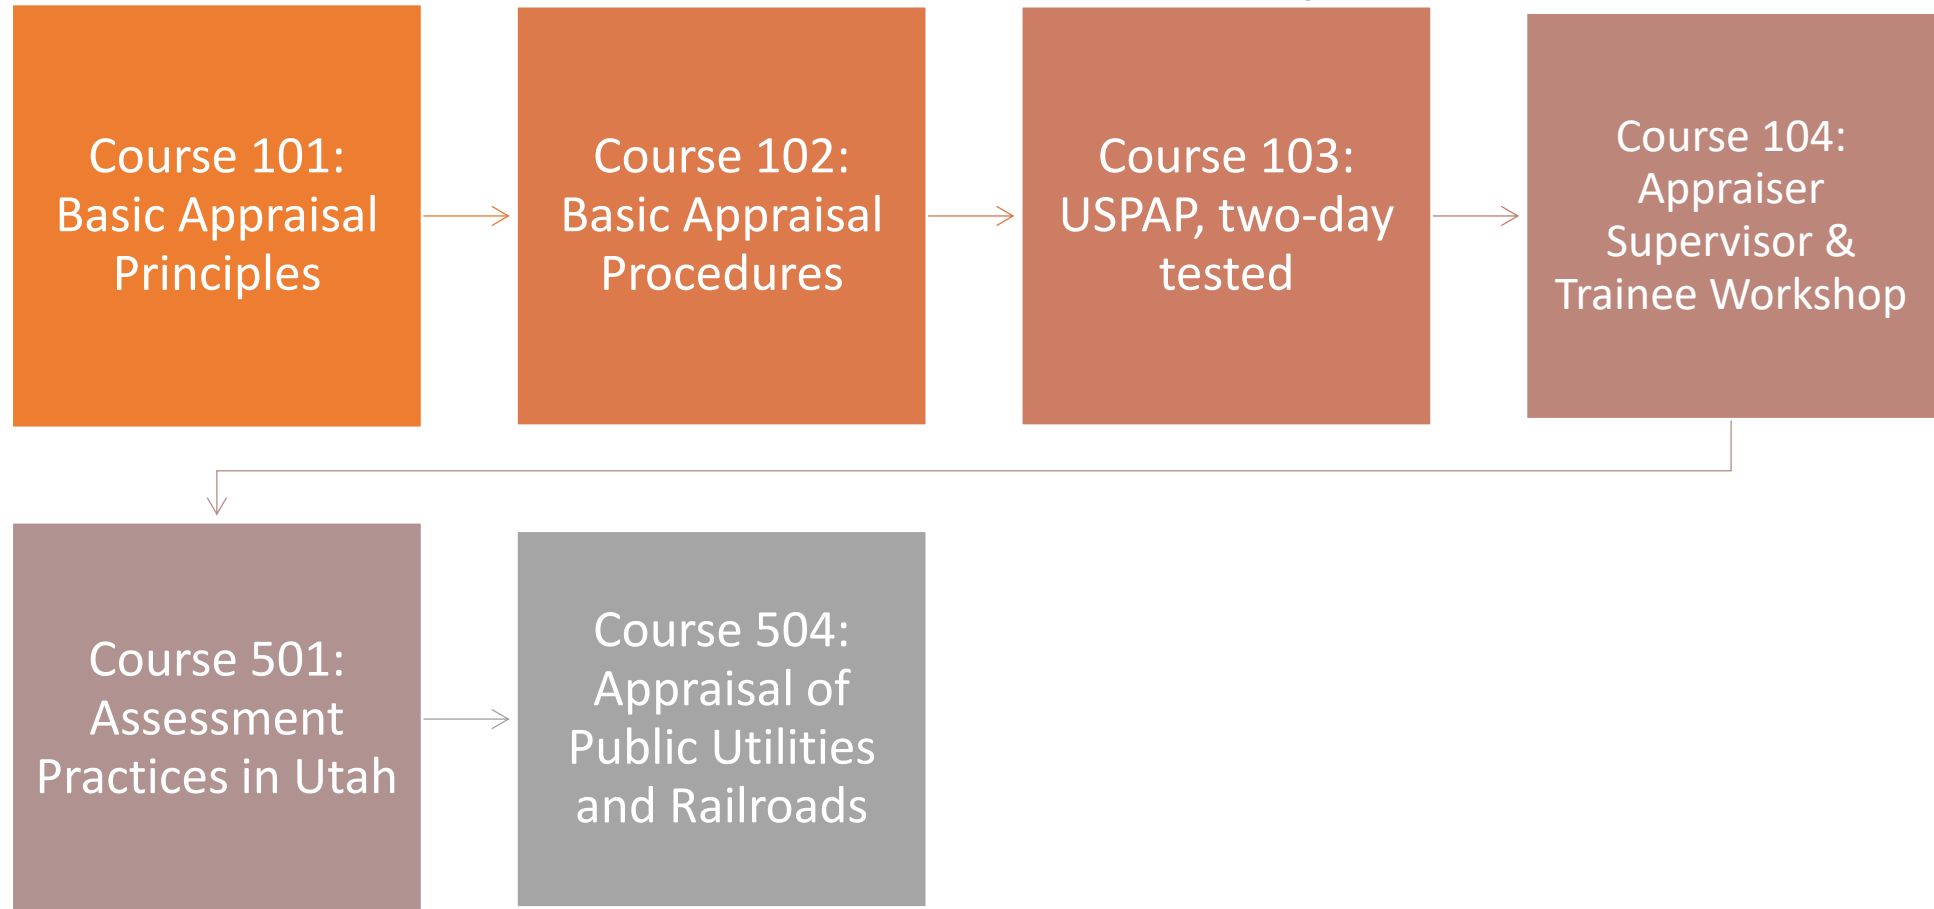 Course 101:
Basic Appraisal
Principles
Course 102:
Basic Appraisal
Procedures
Course 103:
USPAP, two-day
tested
Course 104:
Appraiser
Supervisor &
Trainee Workshop
Course 501:
Assessment
Practices in Utah
Course 504:
Appraisal of
Public Utilities
and Railroads